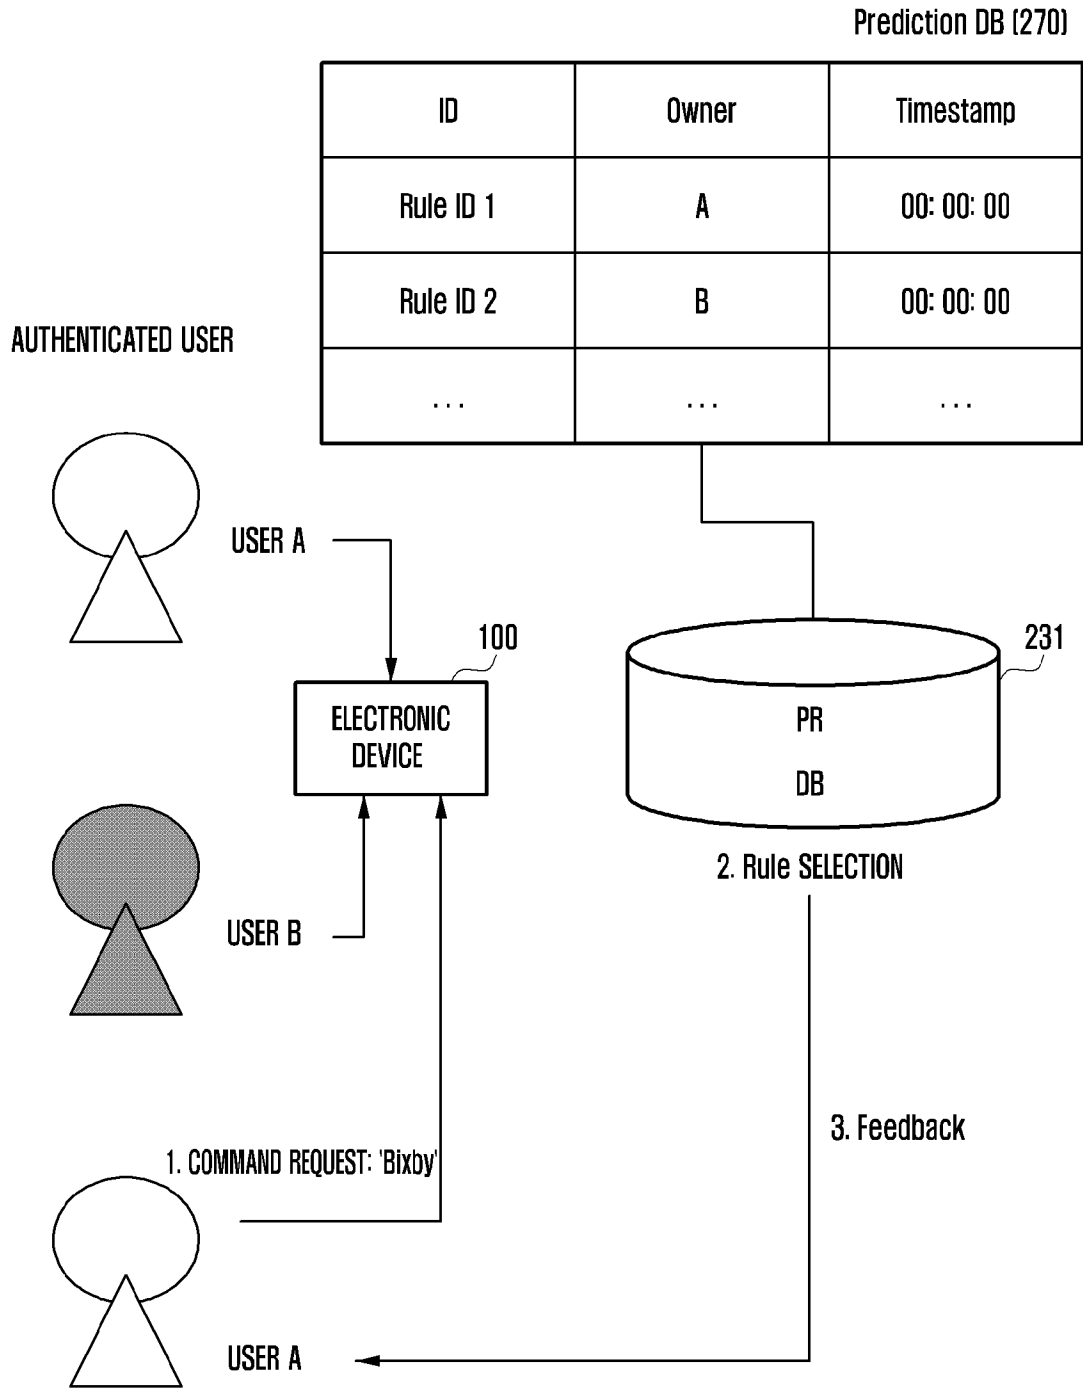 Prediction DB (270)
ID Owner Timestamp
Rule ID 1 A 00: 00: 00
Rule ID 2 B 00: 00: 00
... ... ...
AUTHENTICATED USER
USER A
100
231
ELECTRONIC
DEVICE
PR
DB
2. Rule SELECTION
USER B
3. Feedback
1. COMMAND REQUEST: 'Bixby'
USER A